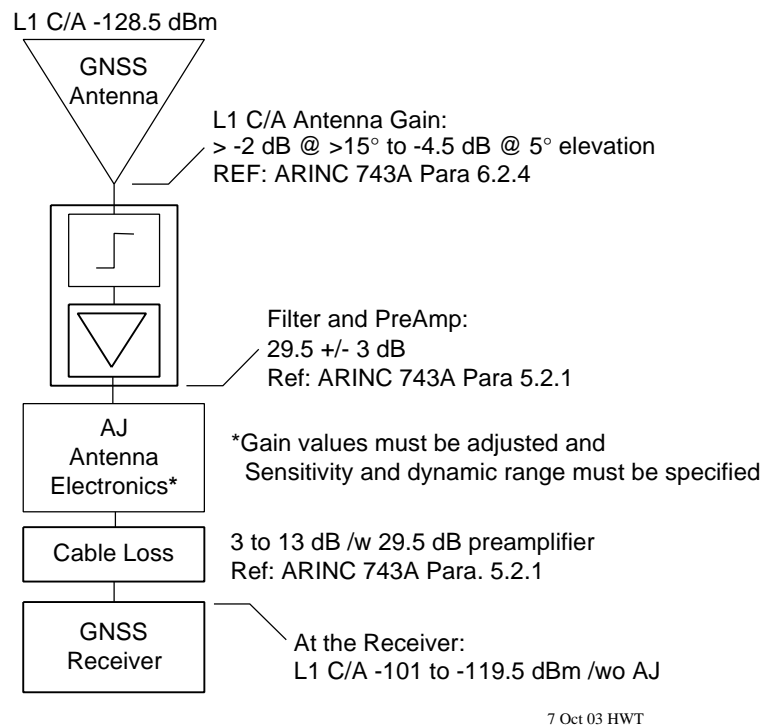 L1 C/A -128.5 dBm
GNSS
Antenna
L1 C/A Antenna Gain:
> -2 dB @ >15° to -4.5 dB @ 5° elevation
REF: ARINC 743A Para 6.2.4
Filter and PreAmp:
29.5 +/- 3 dB
Ref: ARINC 743A Para 5.2.1
AJ
Antenna
Electronics*
*Gain values must be adjusted and
Sensitivity and dynamic range must be specified
Cable Loss
3 to 13 dB /w 29.5 dB preamplifier
Ref: ARINC 743A Para. 5.2.1
GNSS
Receiver
At the Receiver:
L1 C/A -101 to -119.5 dBm /wo AJ
7 Oct 03 HWT